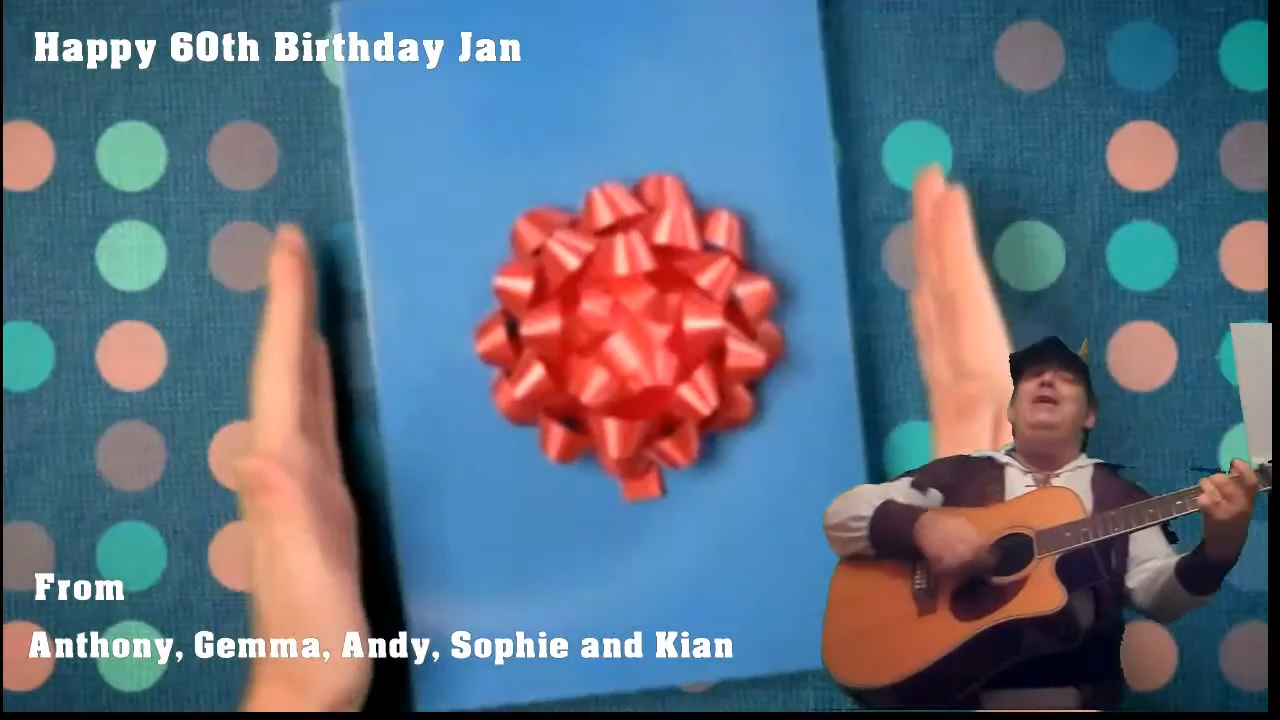 Happy 60th Birthday Jan
From
Anthony, Gemma, Andy, Sophie and Kian